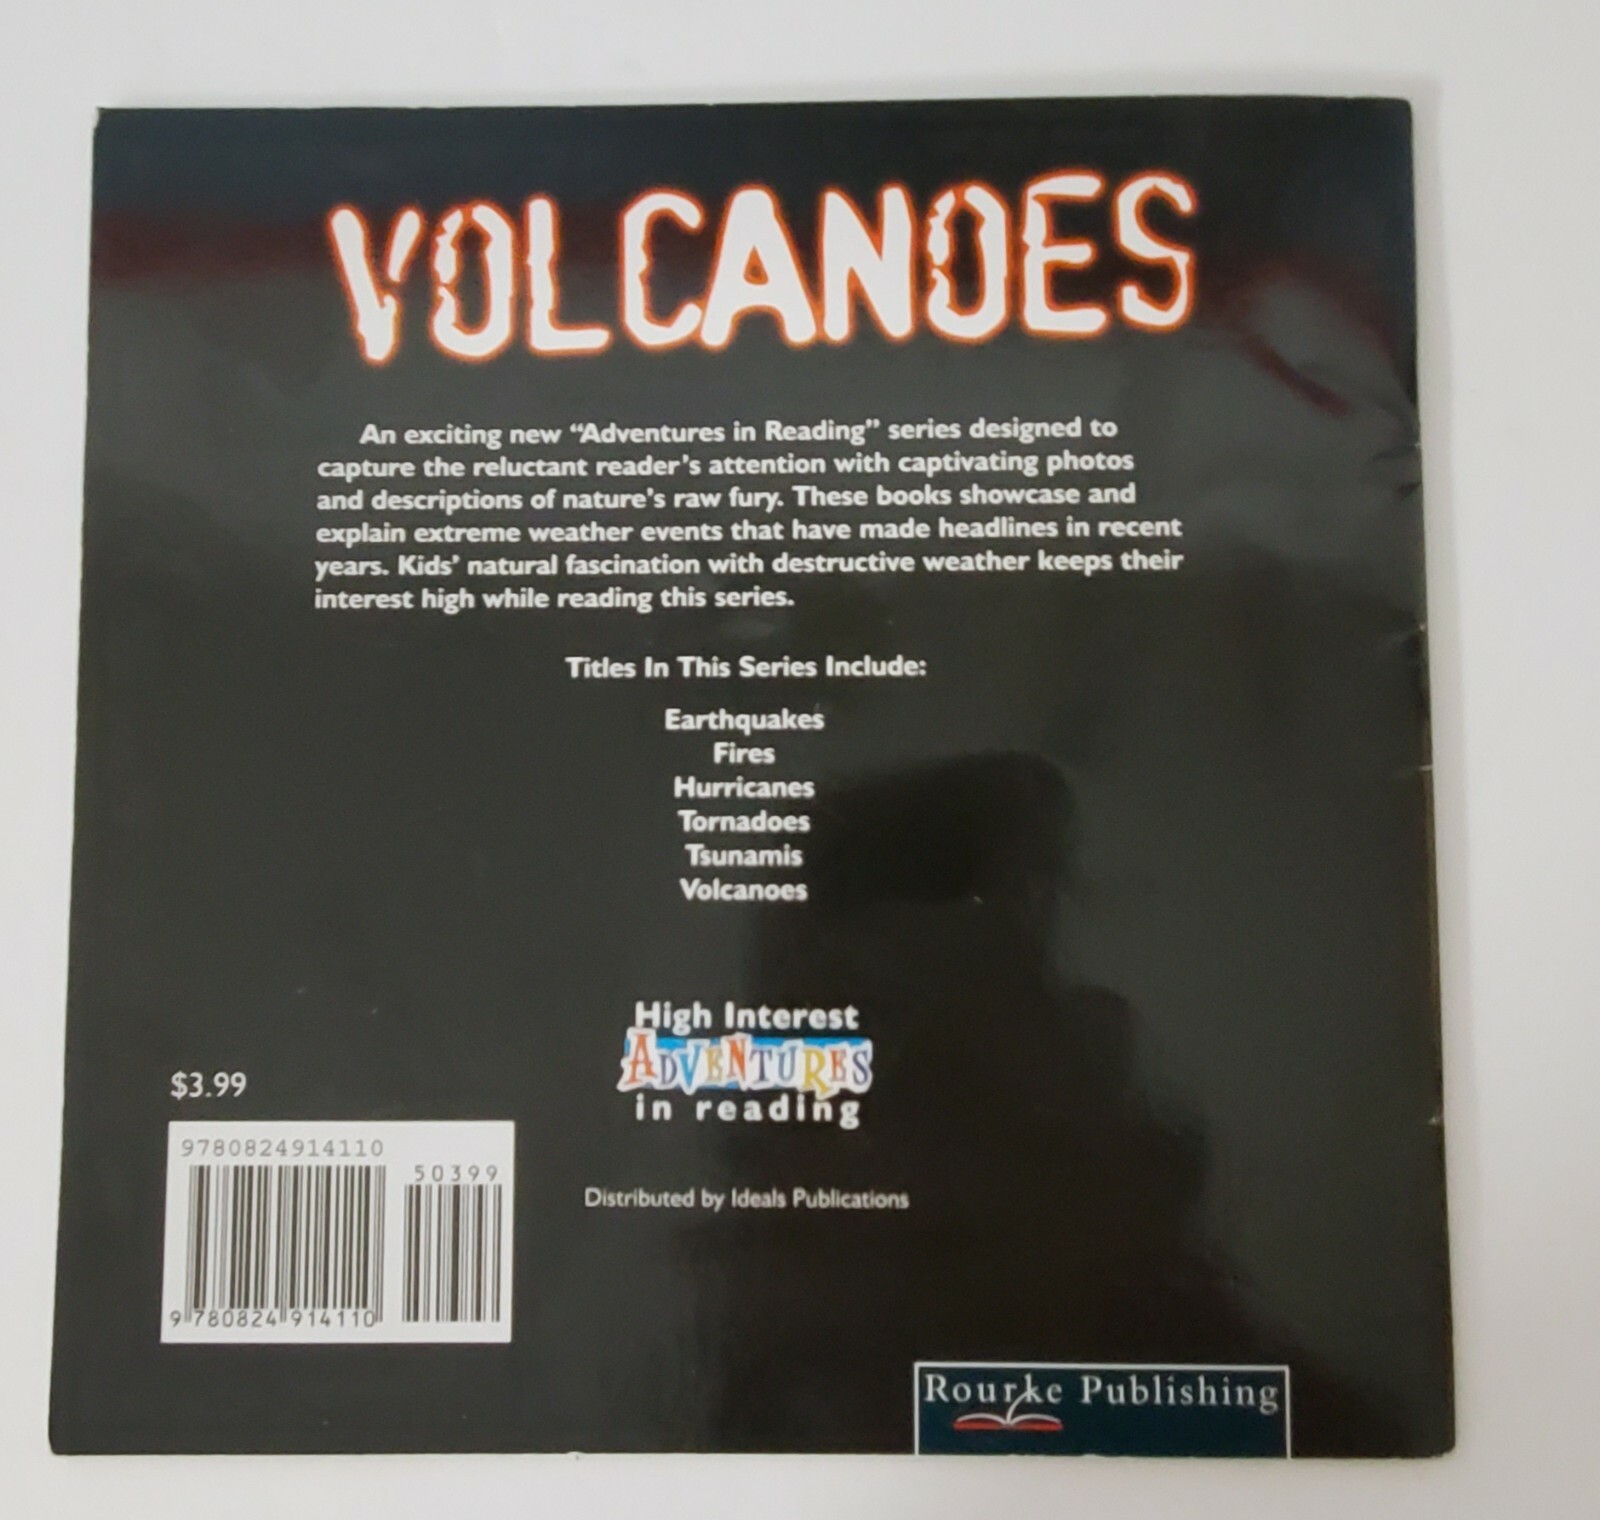 VOLCANOES
An exciting new “Adventures in Reading” series designed to
capture the reluctant reader’s attention with captivating photos
and descriptions of nature’s raw fury. These books showcase and
explain extreme weather events that have made headlines in recent
years. Kids’ natural fascination with destructive weather keeps their
interest high while reading this series.
Titles In This Series Include:
Earthquakes
Fires
Hurricanes
Tornadoes
Tsunamis
Volcanoes
High Interest
ADVENTURES
in reading
$3.99
9780824914110
50399
9 780824 914110
Distributed by Ideals Publications
Rourke Publishing